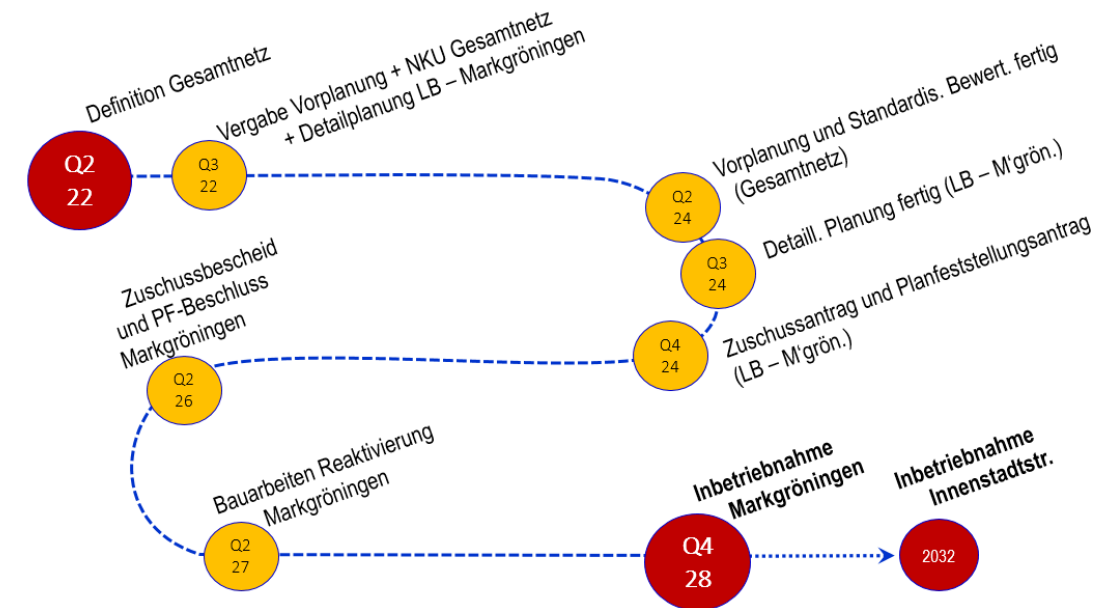 Definition Gesamtnetz
Q2
22
Vergabe Vorplanung + NKU Gesamtnetz
+ Detailplanung LB – Markgröningen
Q3
22
Vorplanung und Standardis. Bewert. fertig
(Gesamtnetz)
Q2
24
Detaill. Planung fertig (LB – M'grön.)
Q3
24
Zuschussantrag und Planfeststellungsantrag
(LB – M'grön.)
Q4
24
Zuschussbescheid
und PF-Beschluss
Markgröningen
Q2
26
Bauarbeiten Reaktivierung
Markgröningen
Q2
27
Inbetriebnahme
Markgröningen
Q4
28
Inbetriebnahme
Innenstadtstr.
2032